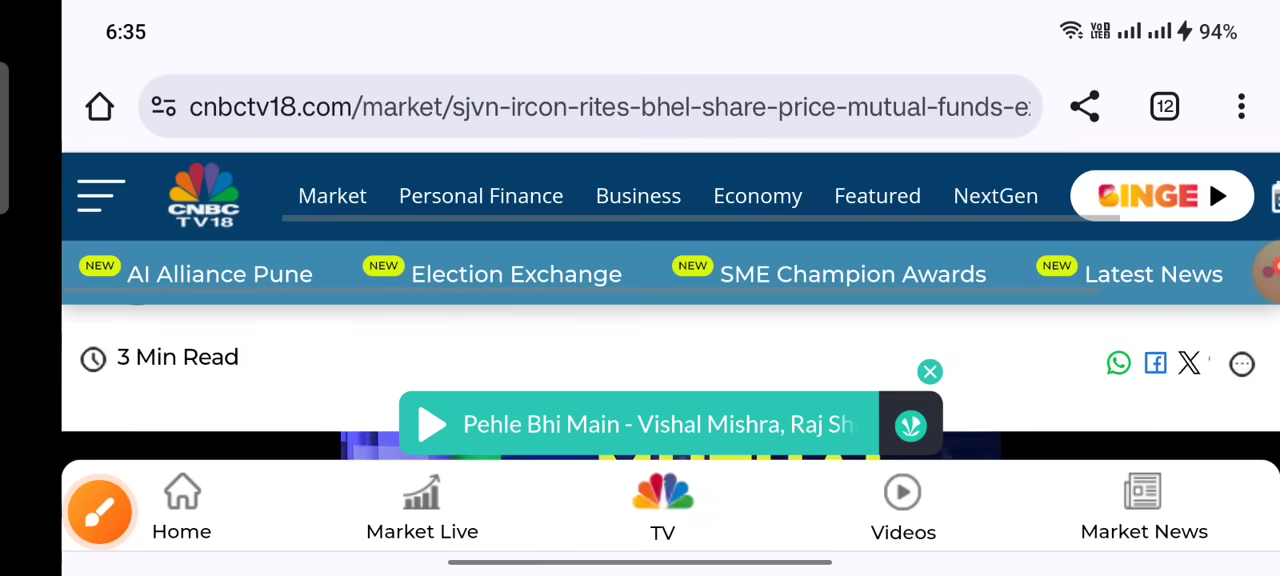 6:35
94%
cnbctv18.com/market/sjvn-ircon-rites-bhel-share-price-mutual-funds-e
12
CNBC
TV18
Market
Personal Finance
Business
Economy
Featured
NextGen
BINGE
NEW AI Alliance Pune
NEW Election Exchange
NEW SME Champion Awards
NEW Latest News
3 Min Read
Pehle Bhi Main - Vishal Mishra, Raj Sh
Home
Market Live
TV
Videos
Market News